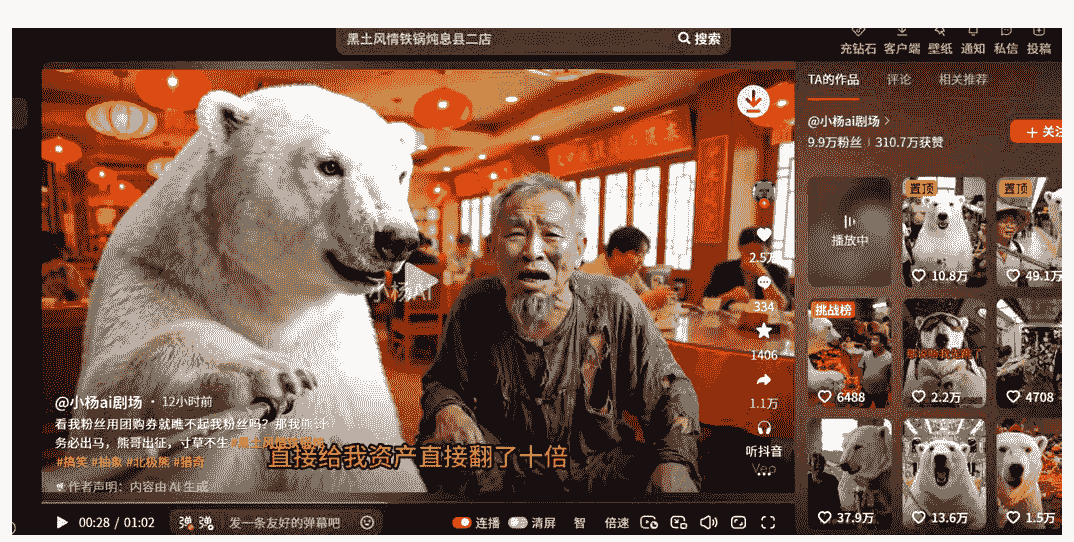 黑土风情铁锅炖息县二店
搜索
充钻石 客户端 壁纸 通知 私信 投稿
TA的作品 评论 相关推荐
@小杨ai剧场
9.9万粉丝 310.7万获赞
+ 关注
播放中
置顶
10.8万
置顶
49.1万
挑战榜
6488
2.2万
4708
37.9万
13.6万
1.5万
小杨AI
334
1406
1.1万
听抖音
@小杨ai剧场 · 12小时前
看我粉丝用团购券就瞧不起我粉丝吗?那我熊计
务必出马,熊哥出征,寸草不生
#搞笑 #抽象 #北极熊 #猎奇
直接给我资产直接翻了十倍
作者声明:内容由 AI 生成
00:28 / 01:02
弹 弹
发一条友好的弹幕吧
连播
清屏
智
倍速